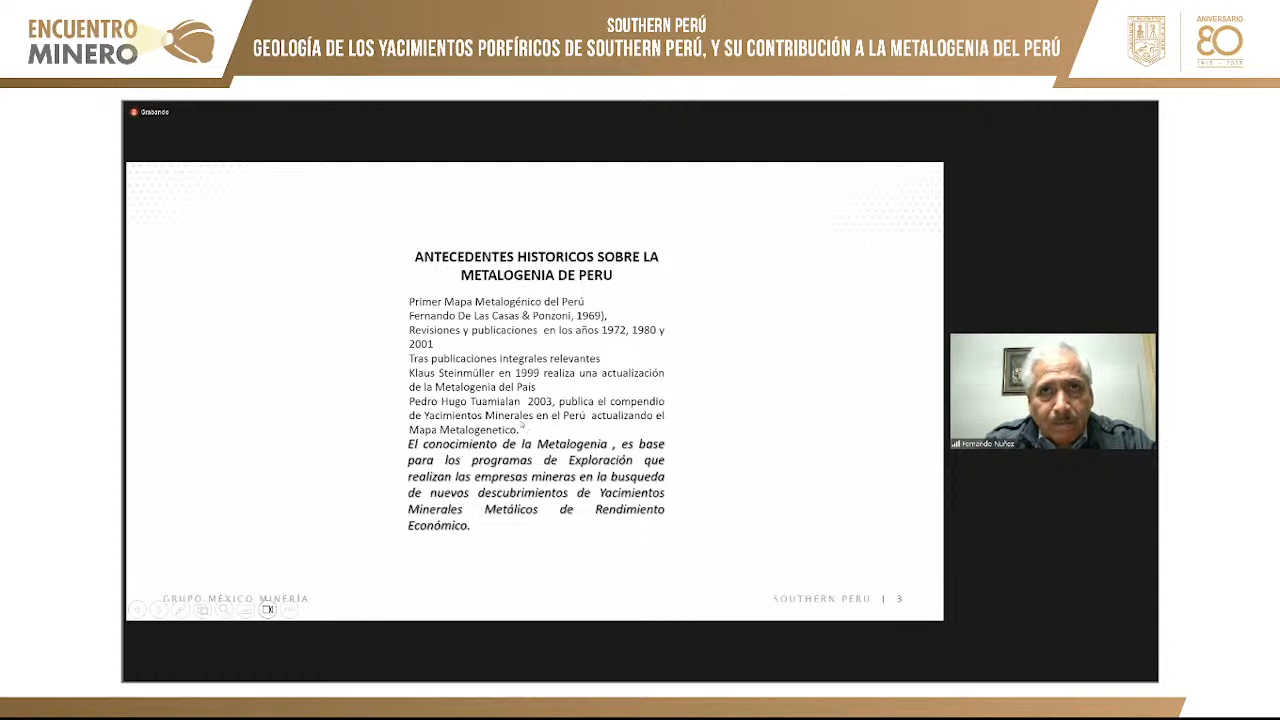 ENCUENTRO
MINERO
SOUTHERN PERÚ
GEOLOGÍA DE LOS YACIMIENTOS PORFÍRICOS DE SOUTHERN PERÚ, Y SU CONTRIBUCIÓN A LA METALOGENIA DEL PERÚ
ANIVERSARIO
80
Grabando
ANTECEDENTES HISTORICOS SOBRE LA
METALOGENIA DE PERU
Primer Mapa Metalogénico del Perú
Fernando De Las Casas & Ponzoni, 1969),
Revisiones y publicaciones en los años 1972, 1980 y
2001
Tras publicaciones integrales relevantes
Klaus Steinmüller en 1999 realiza una actualización
de la Metalogenia del País
Pedro Hugo Tuamialan 2003, publica el compendio
de Yacimientos Minerales en el Perú actualizando el
Mapa Metalogenetico.
El conocimiento de la Metalogenia , es base
para los programas de Exploración que
realizan las empresas mineras en la busqueda
de nuevos descubrimientos de Yacimientos
Minerales Metálicos de Rendimiento
Económico.
Fernando Nuñez
GRUPO MÉXICO MINERÍA
SOUTHERN PERU | 3